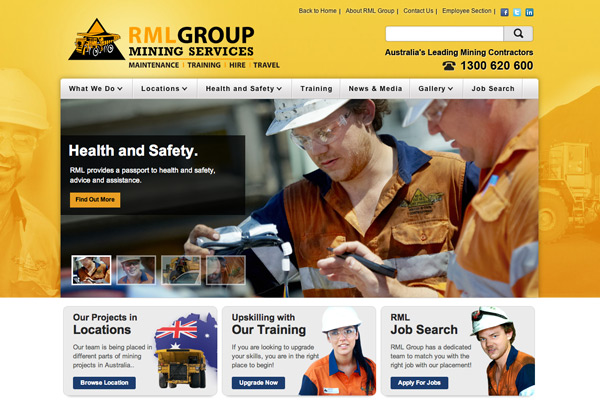 Back to Home | About RML Group | Contact Us | Employee Section |
RMLGROUP
MINING SERVICES
MAINTENANCE | TRAINING | HIRE | TRAVEL
Australia's Leading Mining Contractors
1300 620 600
What We Do Locations Health and Safety Training News & Media Gallery Job Search
Health and Safety.
RML provides a passport to health and safety,
advice and assistance.
Find Out More
Our Projects in
Locations
Our team is being placed in
different parts of mining
projects in Australia..
Browse Location
Upskilling with
Our Training
If you are looking to upgrade
your skills, you are in the right
place to begin!
Upgrade Now
RML
Job Search
RML Group has a dedicated
team to match you with the
right job with our placement!
Apply For Jobs